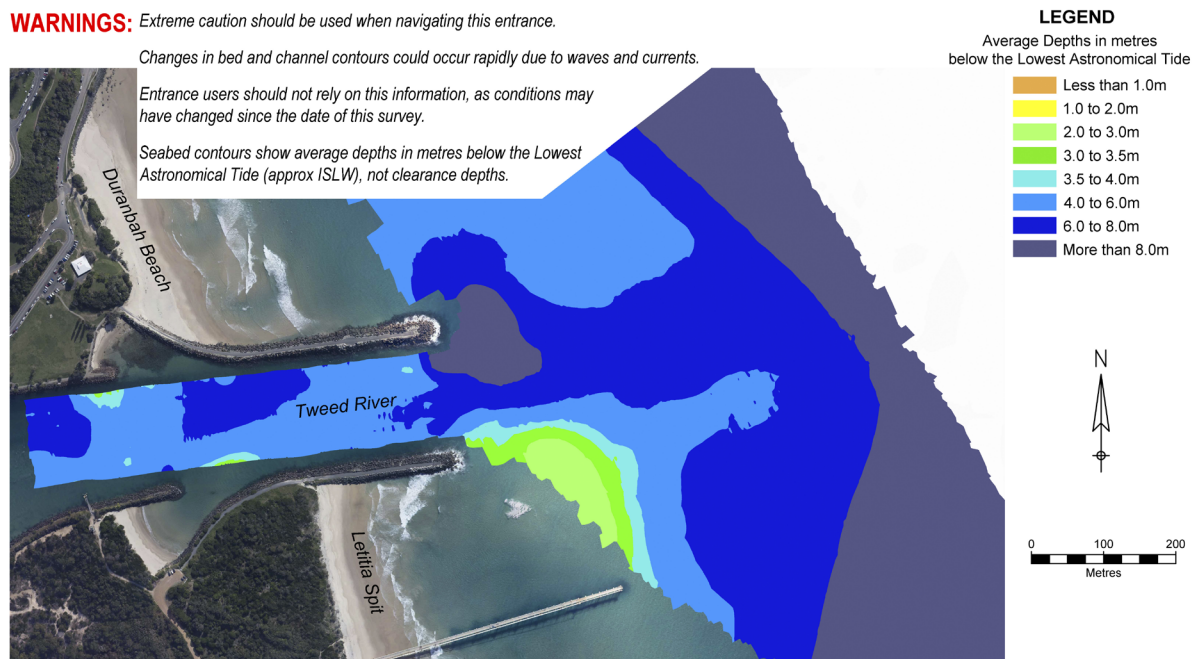 WARNINGS: Extreme caution should be used when navigating this entrance.
Changes in bed and channel contours could occur rapidly due to waves and currents.
Entrance users should not rely on this information, as conditions may
have changed since the date of this survey.
Seabed contours show average depths in metres below the Lowest
Astronomical Tide (approx ISLW), not clearance depths.
LEGEND
Average Depths in metres
below the Lowest Astronomical Tide
Less than 1.0m
1.0 to 2.0m
2.0 to 3.0m
3.0 to 3.5m
3.5 to 4.0m
4.0 to 6.0m
6.0 to 8.0m
More than 8.0m
Duranbah Beach
Tweed River
Letitia Spit
N
0 100 200
Metres